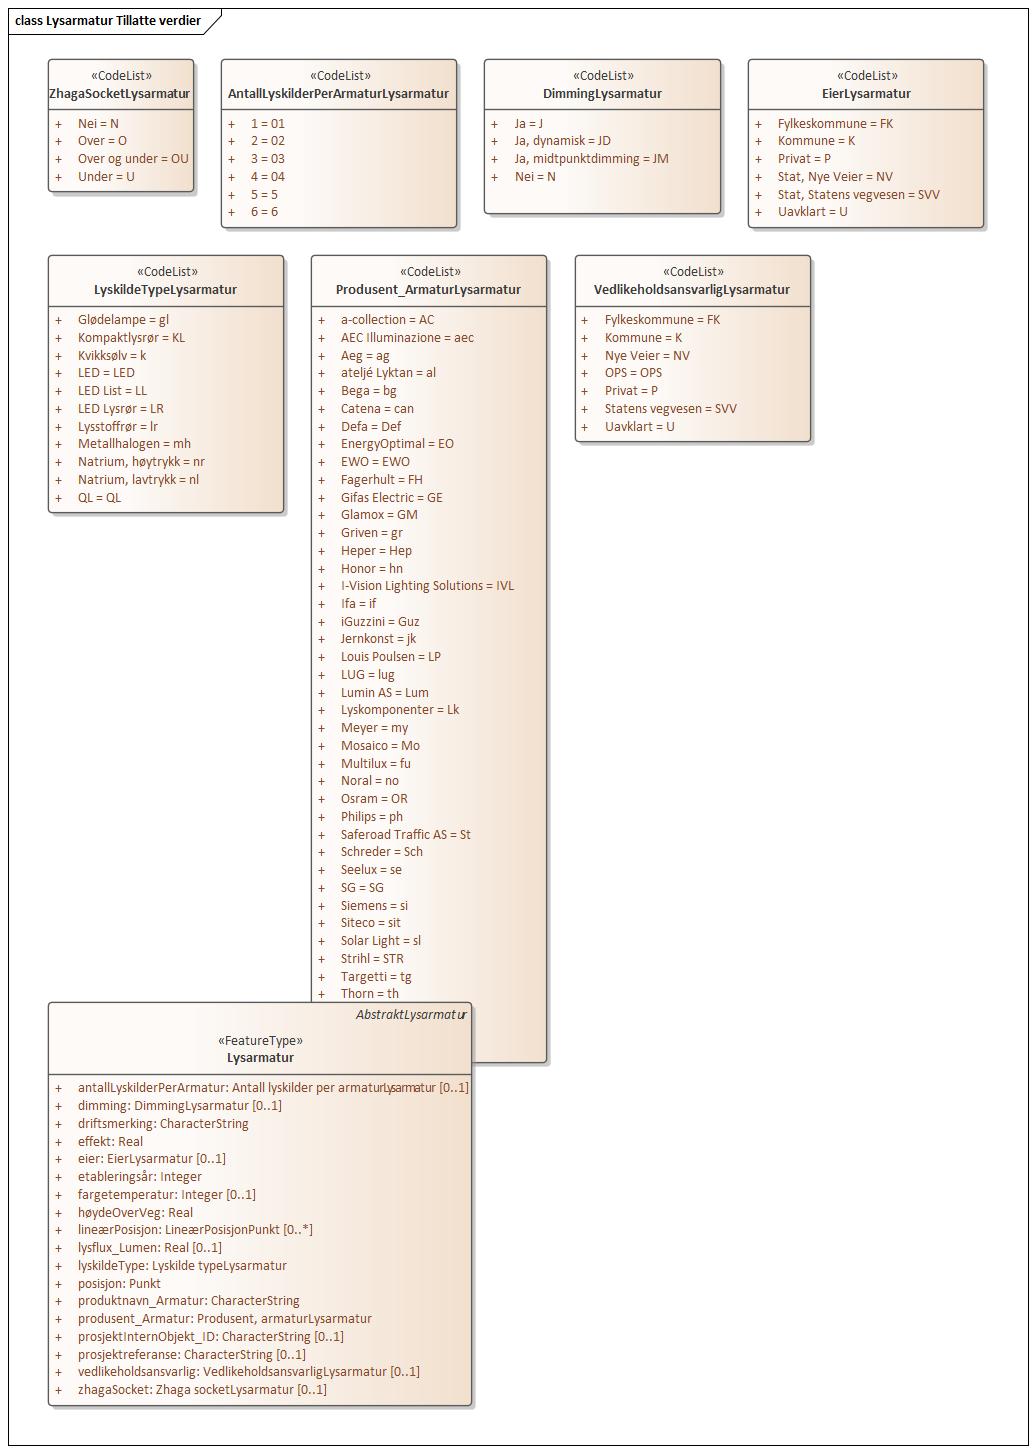 class Lysarmatur Tillatte verdier
«CodeList»
ZhagaSocketLysarmatur
+ Nei = N
+ Over = O
+ Over og under = OU
+ Under = U
«CodeList»
AntallLyskilderPerArmaturLysarmatur
+ 1 = 01
+ 2 = 02
+ 3 = 03
+ 4 = 04
+ 5 = 5
+ 6 = 6
«CodeList»
DimmingLysarmatur
+ Ja = J
+ Ja, dynamisk = JD
+ Ja, midtpunktdimming = JM
+ Nei = N
«CodeList»
EierLysarmatur
+ Fylkeskommune = FK
+ Kommune = K
+ Privat = P
+ Stat, Nye Veier = NV
+ Stat, Statens vegvesen = SVV
+ Uavklart = U
«CodeList»
LyskildeTypeLysarmatur
+ Glødelampe = gl
+ Kompaktlysrør = KL
+ Kvikksølv = k
+ LED = LED
+ LED List = LL
+ LED Lysrør = LR
+ Lysstoffrør = lr
+ Metallhalogen = mh
+ Natrium, høytrykk = nr
+ Natrium, lavtrykk = nl
+ QL = QL
«CodeList»
Produsent_ArmaturLysarmatur
+ a-collection = AC
+ AEC Illuminazione = aec
+ Aeg = ag
+ ateljé Lyktan = al
+ Bega = bg
+ Catena = can
+ Defa = Def
+ EnergyOptimal = EO
+ EWO = EWO
+ Fagerhult = FH
+ Gifas Electric = GE
+ Glamox = GM
+ Griven = gr
+ Heper = Hep
+ Honor = hn
+ I-Vision Lighting Solutions = IVL
+ Ifa = if
+ iGuzzini = Guz
+ Jernkonst = jk
+ Louis Poulsen = LP
+ LUG = lug
+ Lumin AS = Lum
+ Lyskomponenter = Lk
+ Meyer = my
+ Mosaico = Mo
+ Multilux = fu
+ Noral = no
+ Osram = OR
+ Philips = ph
+ Saferoad Traffic AS = St
+ Schreder = Sch
+ Seelux = se
+ SG = SG
+ Siemens = si
+ Siteco = sit
+ Solar Light = sl
+ Strihl = STR
+ Targetti = tg
+ Thorn = th
«CodeList»
VedlikeholdsansvarligLysarmatur
+ Fylkeskommune = FK
+ Kommune = K
+ Nye Veier = NV
+ OPS = OPS
+ Privat = P
+ Statens vegvesen = SVV
+ Uavklart = U
AbstraktLysarmatur
«FeatureType»
Lysarmatur
+ antallLyskilderPerArmatur: Antall lyskilder per armaturLysarmatur [0..1]
+ dimming: DimmingLysarmatur [0..1]
+ driftsmerking: CharacterString
+ effekt: Real
+ eier: EierLysarmatur [0..1]
+ etableringsår: Integer
+ fargetemperatur: Integer [0..1]
+ høydeOverVeg: Real
+ lineærPosisjon: LineærPosisjonPunkt [0..*]
+ lysflux_Lumen: Real [0..1]
+ lyskildeType: Lyskilde typeLysarmatur
+ posisjon: Punkt
+ produktnavn_Armatur: CharacterString
+ produsent_Armatur: Produsent, armaturLysarmatur
+ prosjektInternObjekt_ID: CharacterString [0..1]
+ prosjektreferanse: CharacterString [0..1]
+ vedlikeholdsansvarlig: VedlikeholdsansvarligLysarmatur [0..1]
+ zhagaSocket: Zhaga socketLysarmatur [0..1]